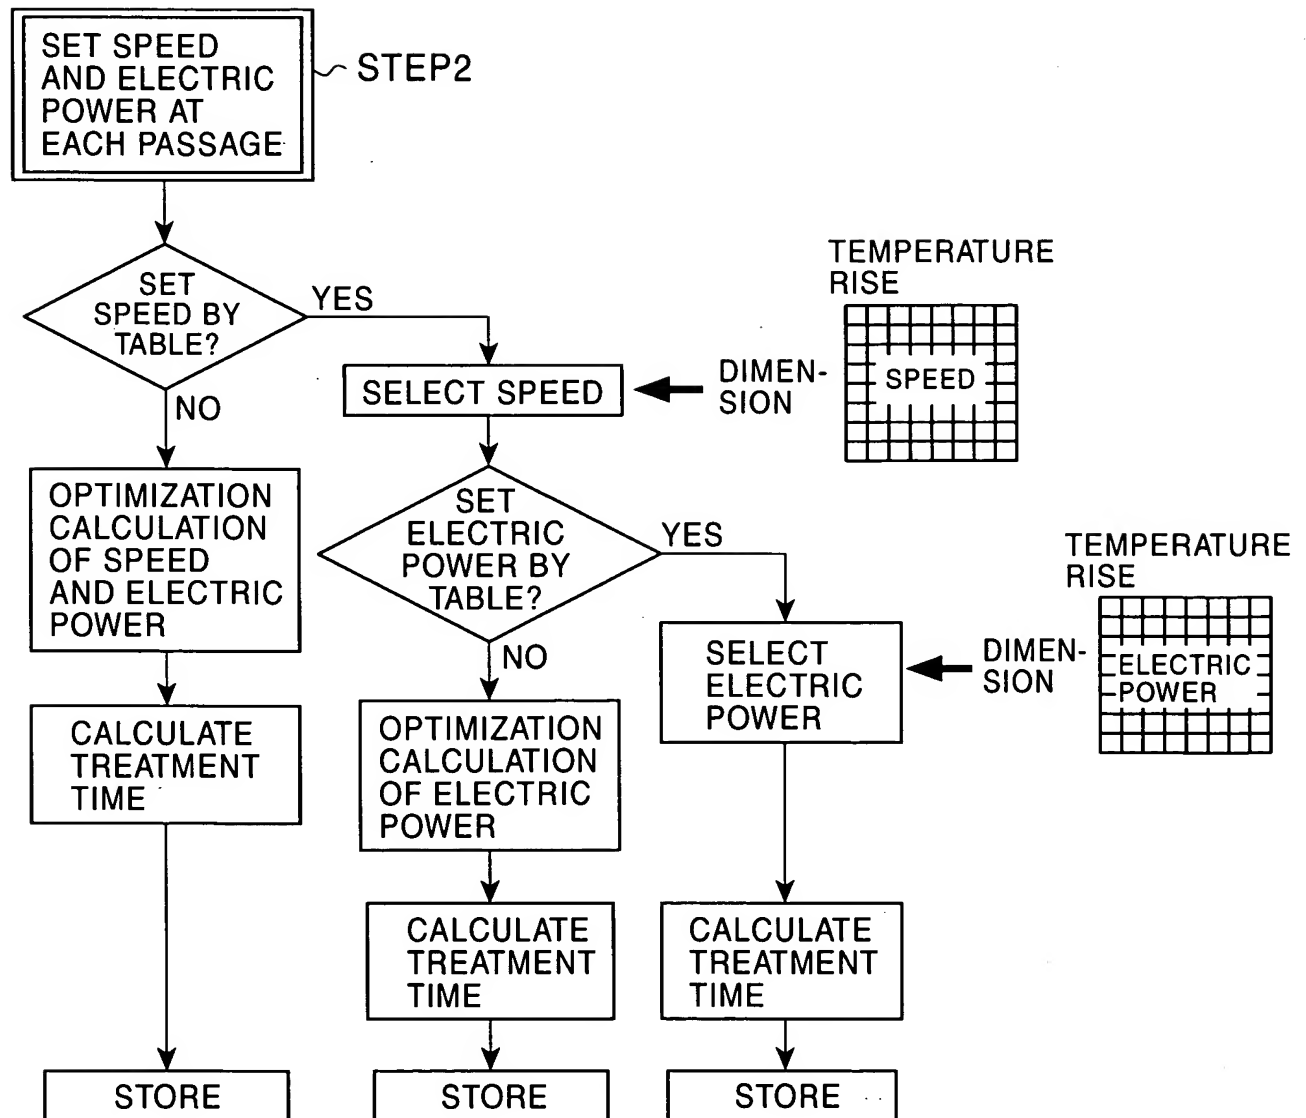 SET SPEED
AND ELECTRIC
POWER AT
EACH PASSAGE
STEP2
SET
SPEED BY
TABLE?
YES
NO
SELECT SPEED
DIMEN-
SION
TEMPERATURE
RISE
SPEED
OPTIMIZATION
CALCULATION
OF SPEED
AND ELECTRIC
POWER
SET
ELECTRIC
POWER BY
TABLE?
YES
NO
SELECT
ELECTRIC
POWER
DIMEN-
SION
TEMPERATURE
RISE
ELECTRIC
POWER
CALCULATE
TREATMENT
TIME
OPTIMIZATION
CALCULATION
OF ELECTRIC
POWER
CALCULATE
TREATMENT
TIME
CALCULATE
TREATMENT
TIME
STORE
STORE
STORE